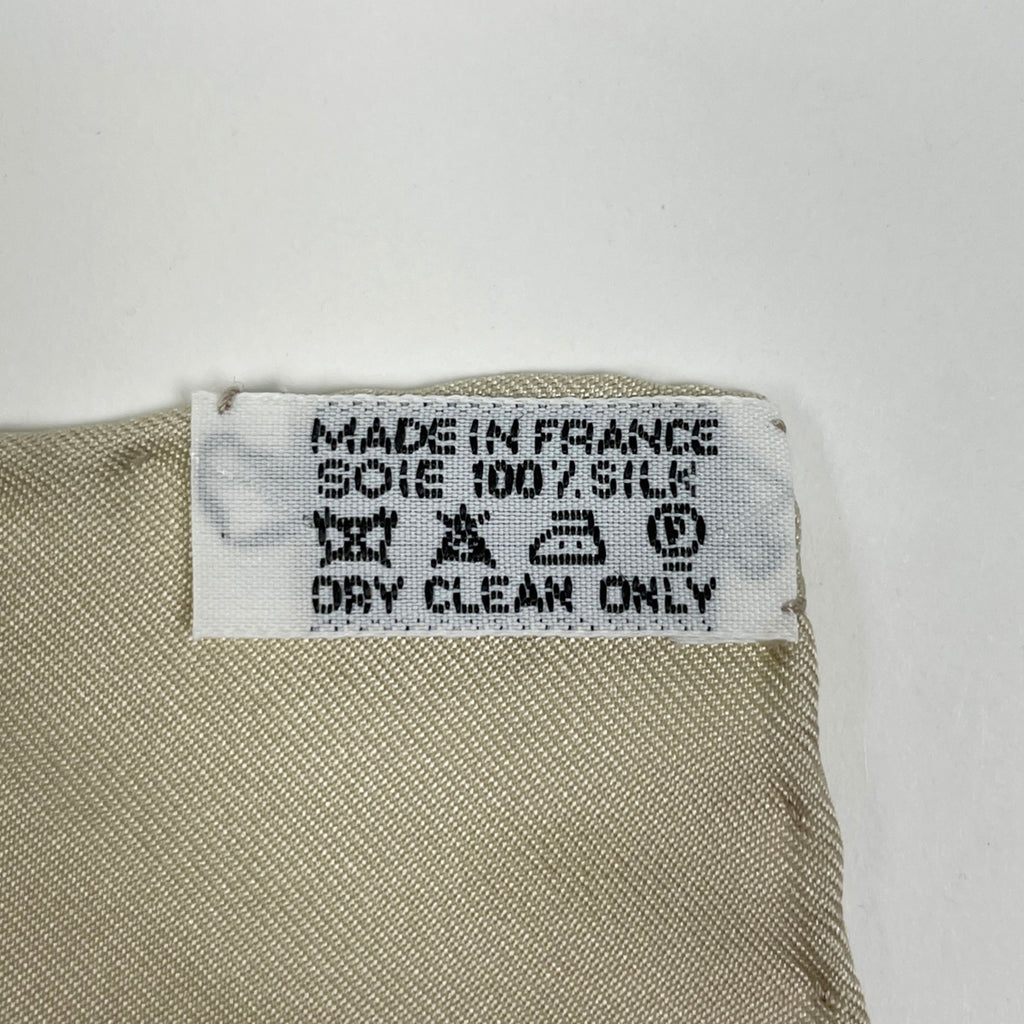 MADE IN FRANCE
SOIE 100% SILK
P
DRY CLEAN ONLY